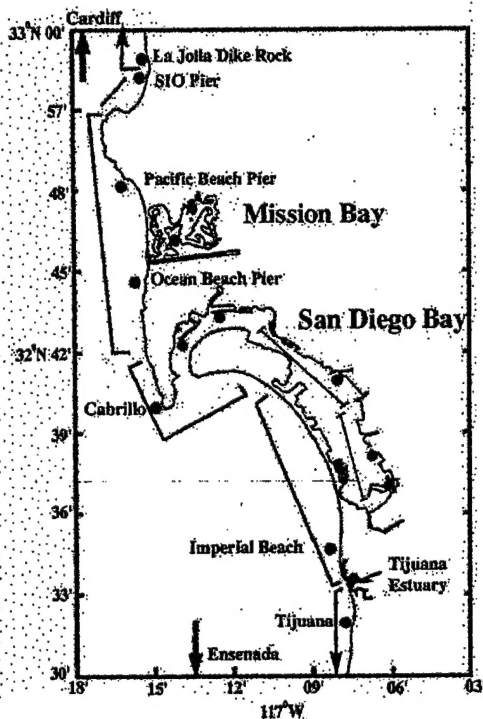 Cardiff
33°N 00'
La Jolla Dike Rock
SIO Pier
57'
Pacific Beach Pier
48'
Mission Bay
45'
Ocean Beach Pier
San Diego Bay
32°N 42'
Cabrillo
39'
36'
Imperial Beach
Tijuana
Estuary
33'
Tijuana
Ensenada
30'
18' 15' 12' 09' 06' 03
117°W